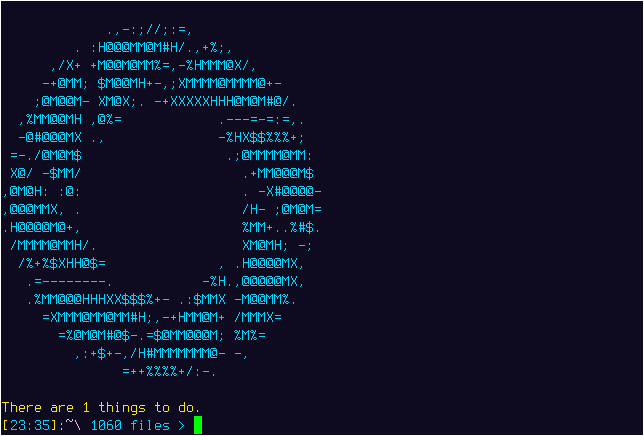 .,-:;//;:=,
. :H@@@MM@M#H/.,+%;,
,/X+ +M@@M@MM%=,-%HMMM@X/,
-+@MM; $M@@MH+-,;XMMMM@MMMM@+-
;@M@@M- XM@X;. -+XXXXXHHH@M@M#@/.
,%MM@@MH ,@%= .---=-=:=,.
-@#@@@MX ., -%HX$$%%%+;
=-./@M@M$ .;@MMMM@MM:
X@/ -$MM/ .+MM@@@M$
,@M@H: :@: . -X#@@@@-
,@@@MMX, . /H- ;@M@M=
.H@@@@M@+, %MM+..%#$.
/MMMM@MMH/. XM@MH; -;
/%+%$XHH@$= , .H@@@@MX,
.=--------. -%H.,@@@@@MX,
.%MM@@@HHHXX$$$%+- .:$MMX -M@@MM%.
=XMMM@MM@MM#H;,-+HMM@M+ /MMMX=
=%@M@M#@$-.=$@MM@@@M; %M%=
,:+$+-,/H#MMMMMMM@- -,
=++%%%%+/:-.
There are 1 things to do.
[23:35]:~\ 1060 files >